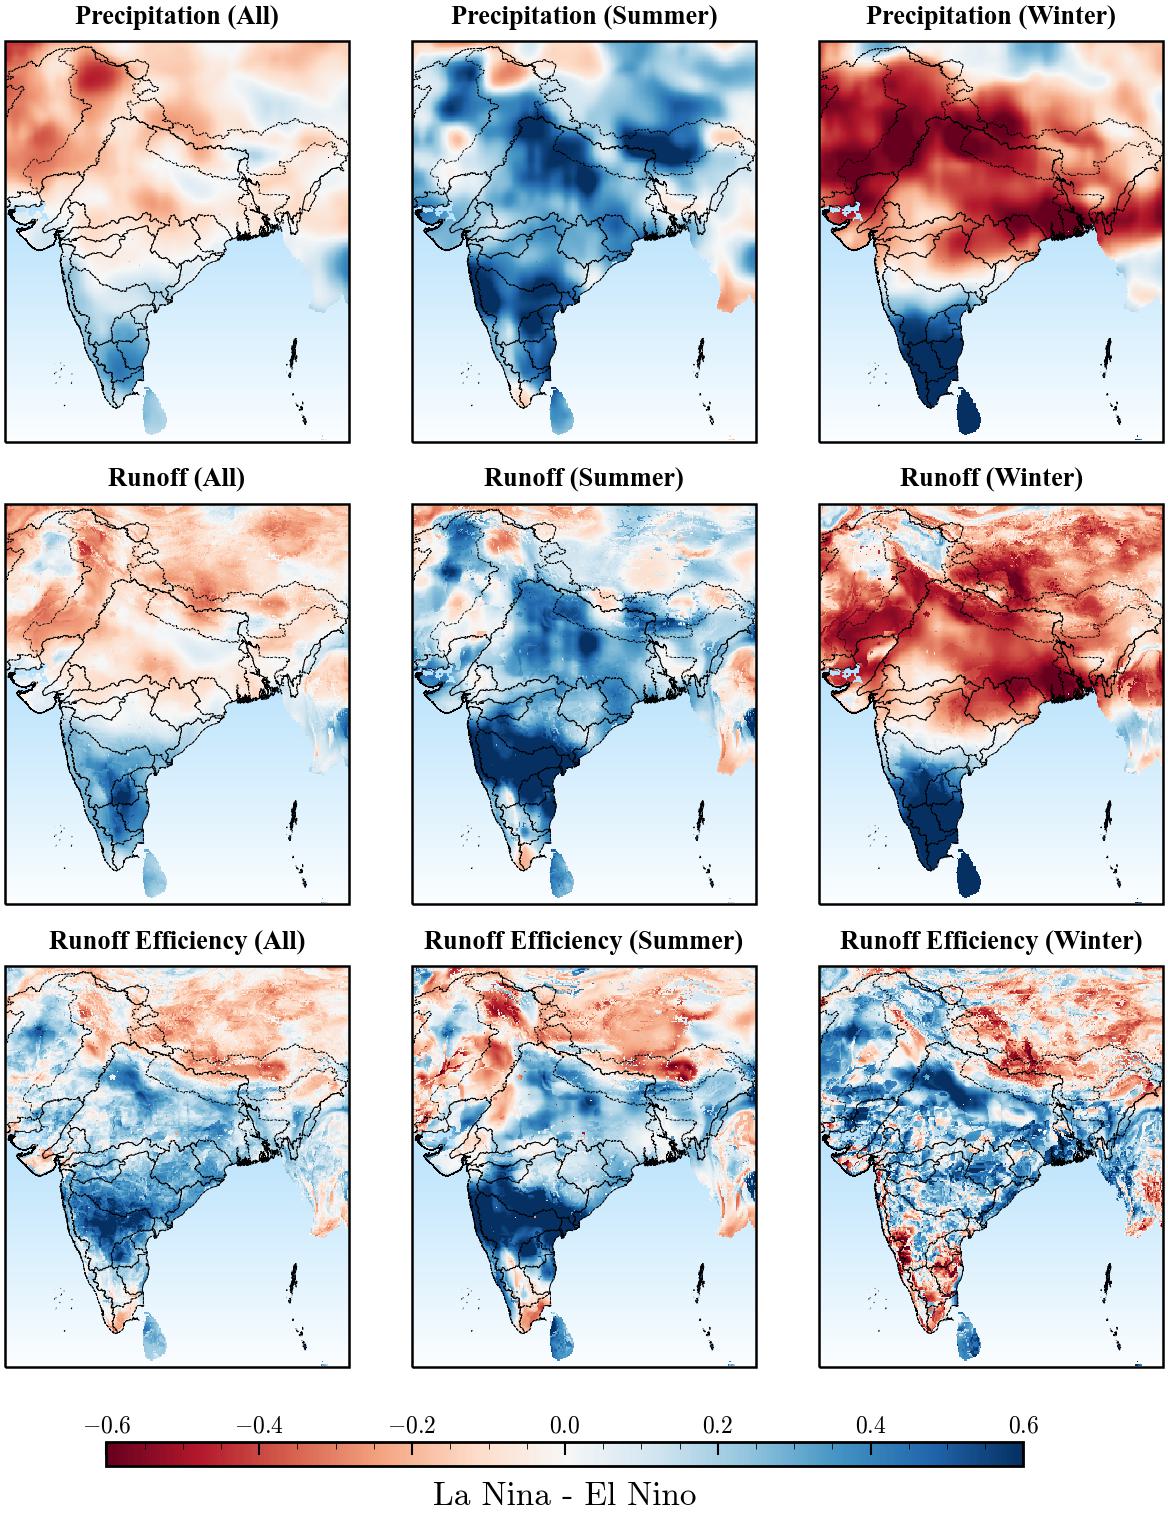 Precipitation (All) Precipitation (Summer) Precipitation (Winter)
Runoff (All) Runoff (Summer) Runoff (Winter)
Runoff Efficiency (All) Runoff Efficiency (Summer) Runoff Efficiency (Winter)
−0.6 −0.4 −0.2 0.0 0.2 0.4 0.6
La Nina - El Nino